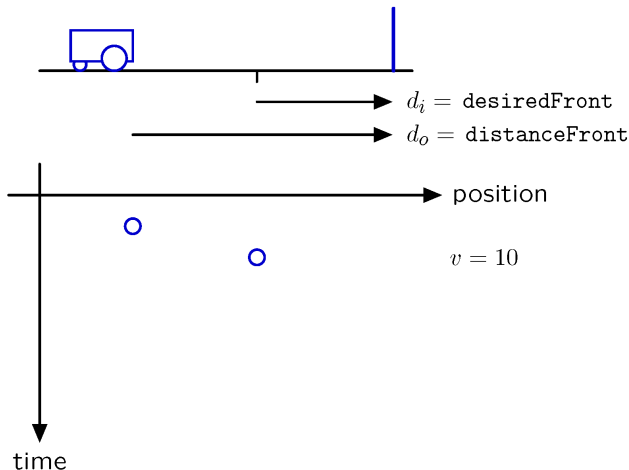 d_i = desiredFront
d_o = distanceFront
position
v = 10
time